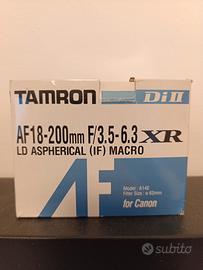 TAMRON
Di II
AF18-200mm F/3.5-6.3 XR
LD ASPHERICAL (IF) MACRO
AF
Model : A14E
Filter Size : ø 62mm
for Canon
subito